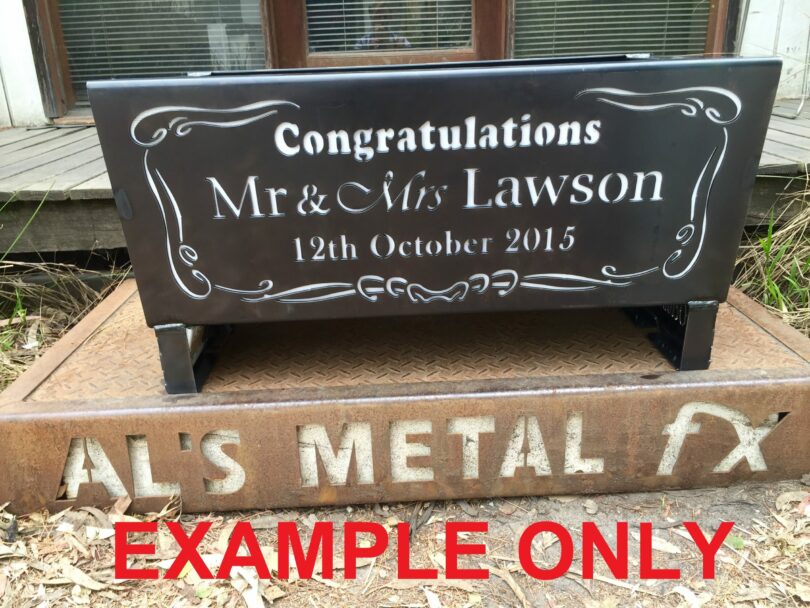 Congratulations
Mr & Mrs Lawson
12th October 2015
AL'S METAL fx
EXAMPLE ONLY